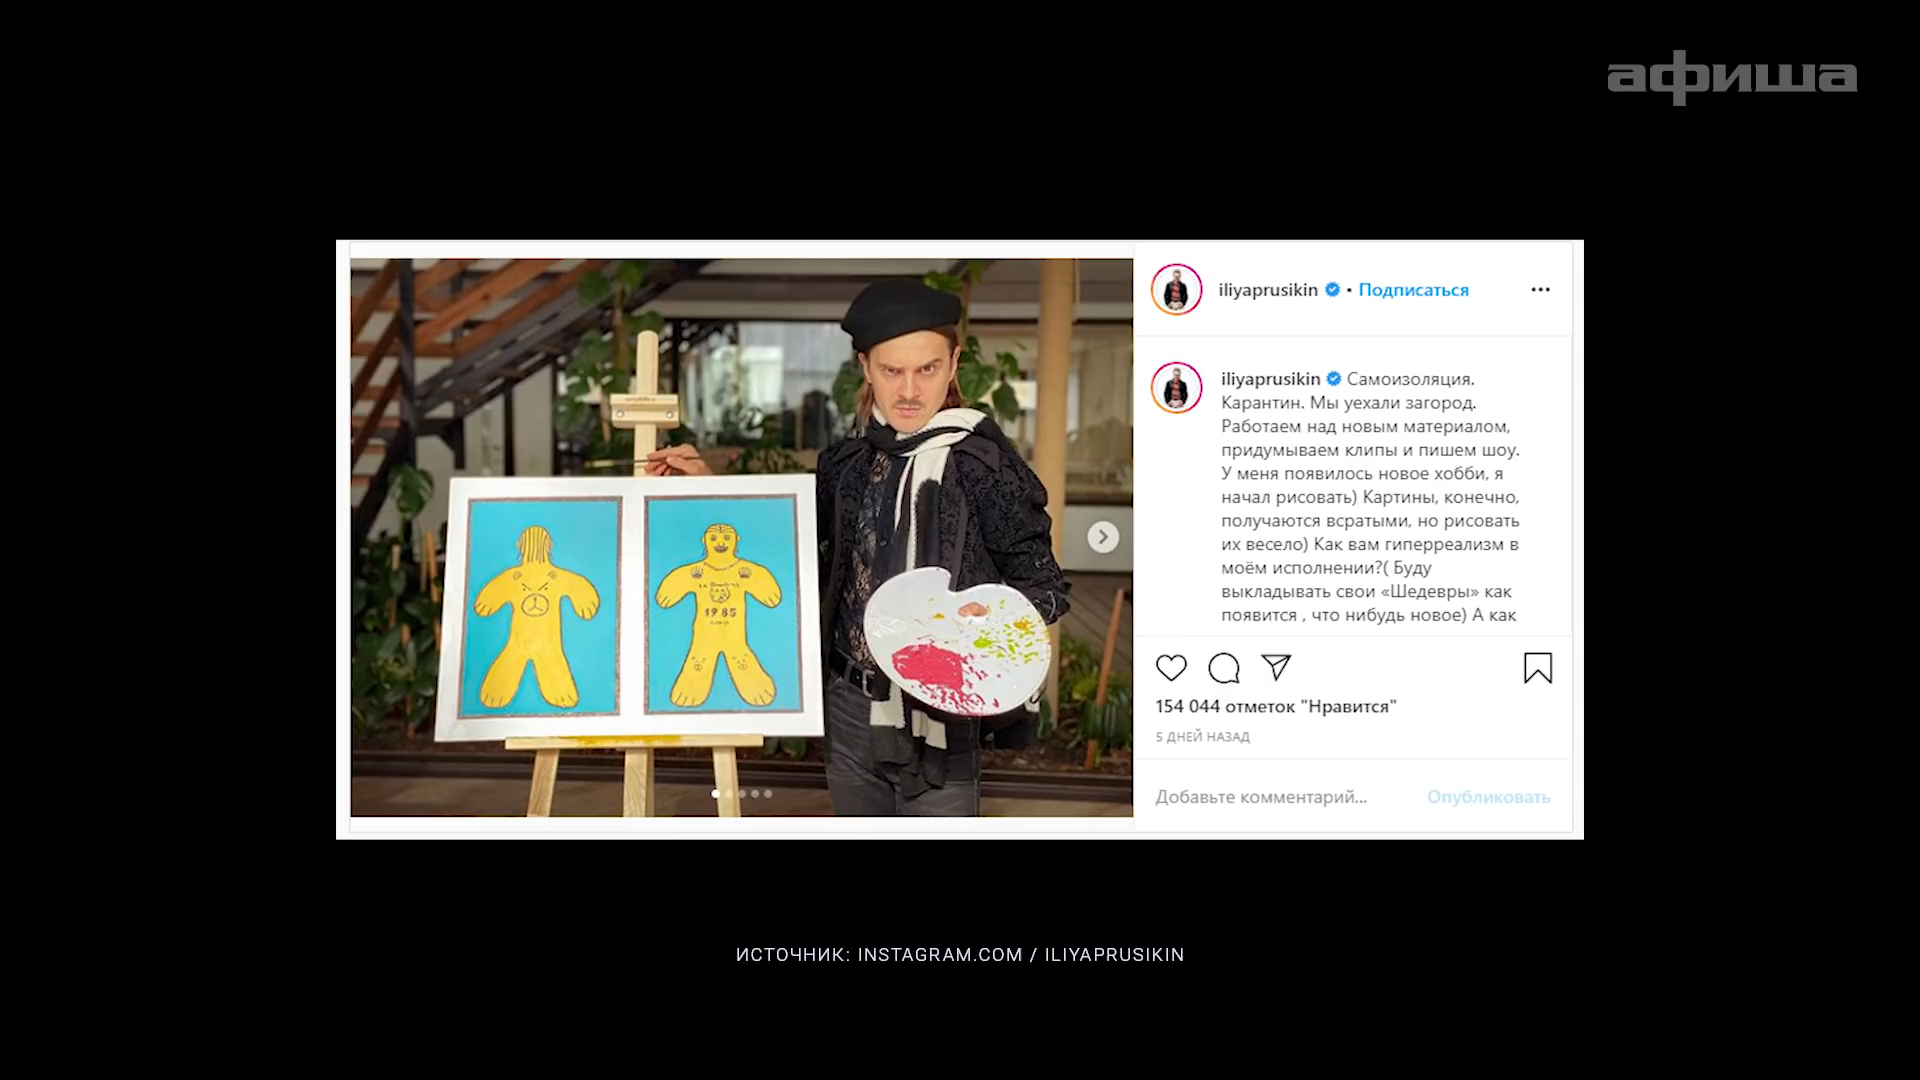 афиша
iliyaprusikin • Подписаться
iliyaprusikin Самоизоляция.
Карантин. Мы уехали загород.
Работаем над новым материалом,
придумываем клипы и пишем шоу.
У меня появилось новое хобби, я
начал рисовать) Картины, конечно,
получаются всратыми, но рисовать
их весело) Как вам гиперреализм в
моём исполнении?( Буду
выкладывать свои «Шедевры» как
появится , что нибудь новое) А как
1985
154 044 отметок "Нравится"
5 ДНЕЙ НАЗАД
Добавьте комментарий... Опубликовать
ИСТОЧНИК: INSTAGRAM.COM / ILIYAPRUSIKIN